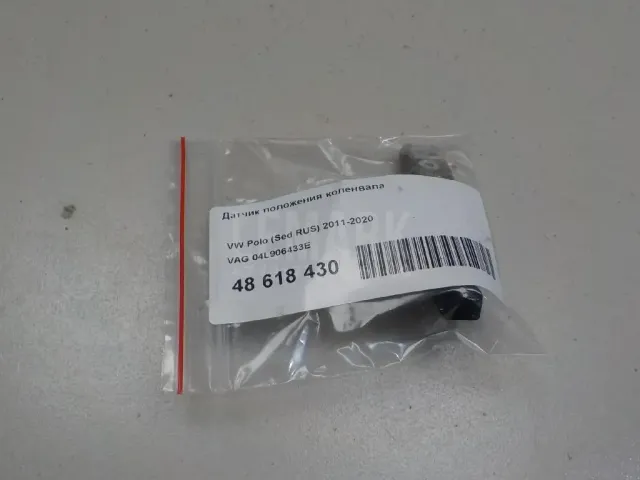 Датчик положения коленвала
VW Polo (Sed RUS) 2011-2020
VAG 04L906433E
48 618 430